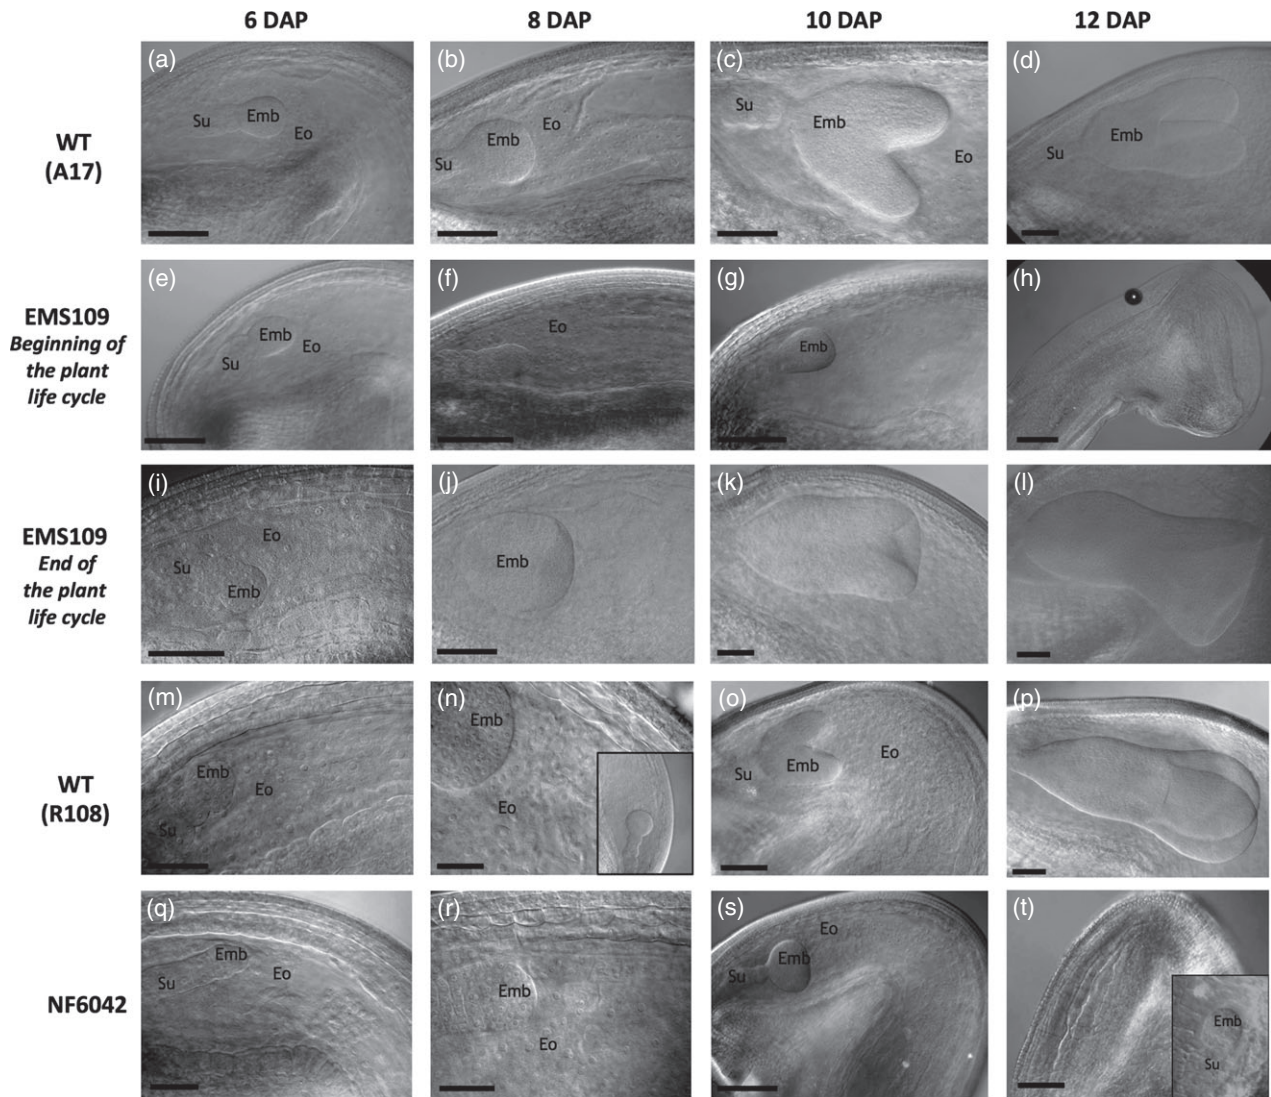 6 DAP 8 DAP 10 DAP 12 DAP
WT
(A17)
(a) Su Emb Eo
(b) Su Emb Eo
(c) Su Emb Eo
(d) Su Emb
EMS109
Beginning of
the plant
life cycle
(e) Su Emb Eo
(f) Eo
(g) Emb
(h)
EMS109
End of
the plant
life cycle
(i) Su Emb Eo
(j) Emb
(k)
(l)
WT
(R108)
(m) Su Emb Eo
(n) Emb Eo
(o) Su Emb Eo
(p)
NF6042
(q) Su Emb Eo
(r) Emb Eo
(s) Su Emb Eo
(t) Emb
Su